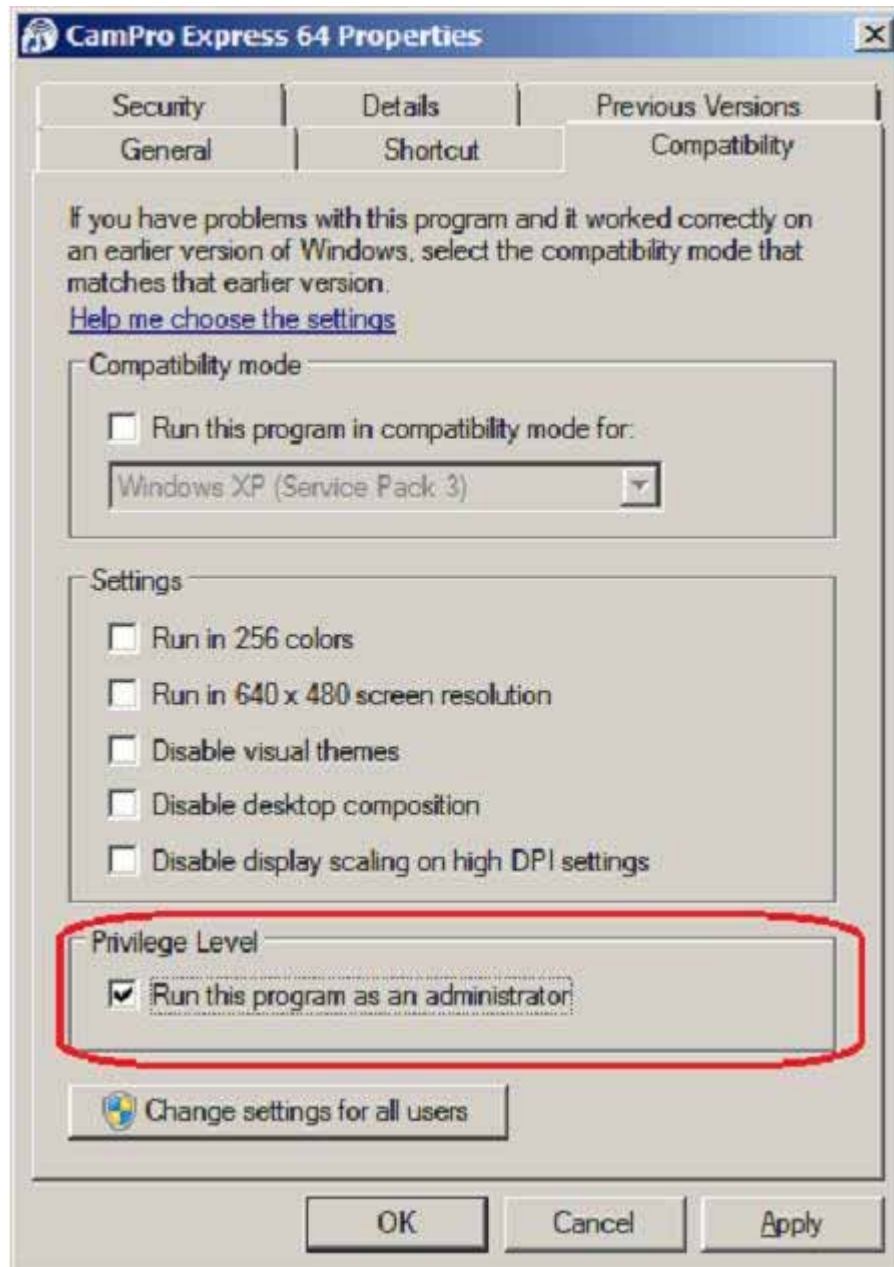 CamPro Express 64 Properties
Security Details Previous Versions
General Shortcut Compatibility
If you have problems with this program and it worked correctly on
an earlier version of Windows, select the compatibility mode that
matches that earlier version.
Help me choose the settings
Compatibility mode
Run this program in compatibility mode for:
Windows XP (Service Pack 3)
Settings
Run in 256 colors
Run in 640 x 480 screen resolution
Disable visual themes
Disable desktop composition
Disable display scaling on high DPI settings
Privilege Level
Run this program as an administrator
Change settings for all users
OK Cancel Apply